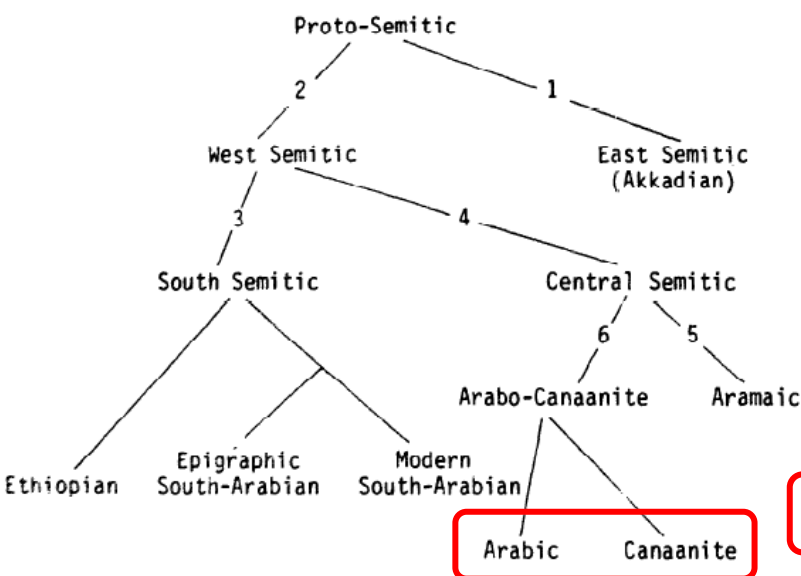 Proto-Semitic
2
1
West Semitic
East Semitic
(Akkadian)
3
4
South Semitic
Central Semitic
6
5
Arabo-Canaanite
Aramaic
Ethiopian
Epigraphic
South-Arabian
Modern
South-Arabian
Arabic
Canaanite